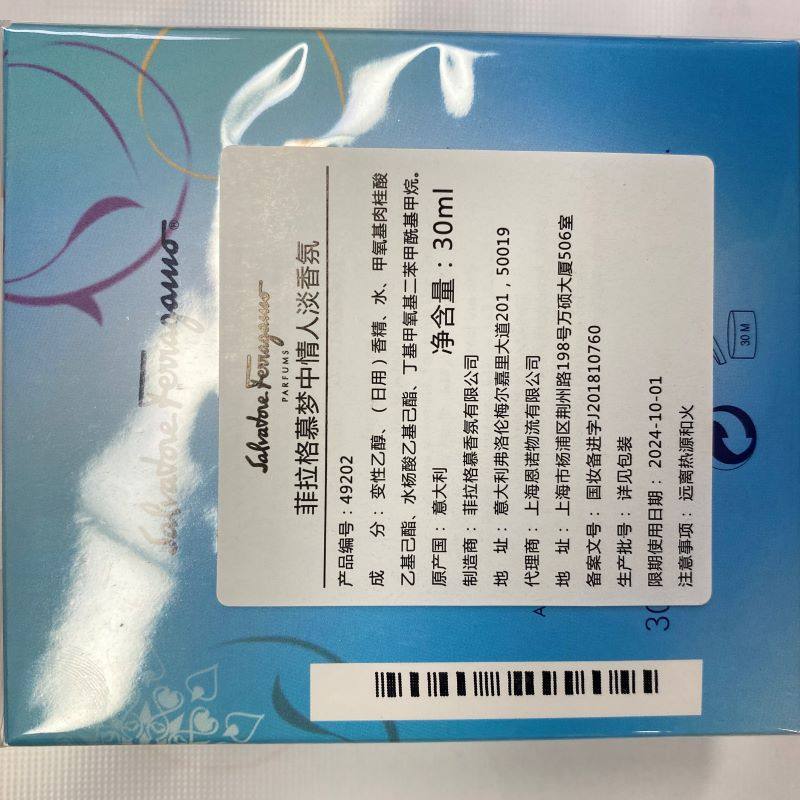 Salvatore Ferragamo®
Salvatore Ferragamo
PARFUMS
菲拉格慕梦中情人淡香氛
产品编号：49202
成 分：变性乙醇、（日用）香精、水、甲氧基肉桂酸
乙基己酯、水杨酸乙基己酯、丁基甲氧基二苯甲酰基甲烷。
原产国：意大利
净含量：30ml
制造商：菲拉格慕香氛有限公司
地 址：意大利弗洛伦梅尔嘉里大道201，50019
代理商：上海恩诺物流有限公司
地 址：上海市杨浦区荆州路198号万硕大厦506室
备案文号：国妆备进字J201810760
生产批号：详见包装
限期使用日期：2024-10-01
注意事项：远离热源和火
30M
30